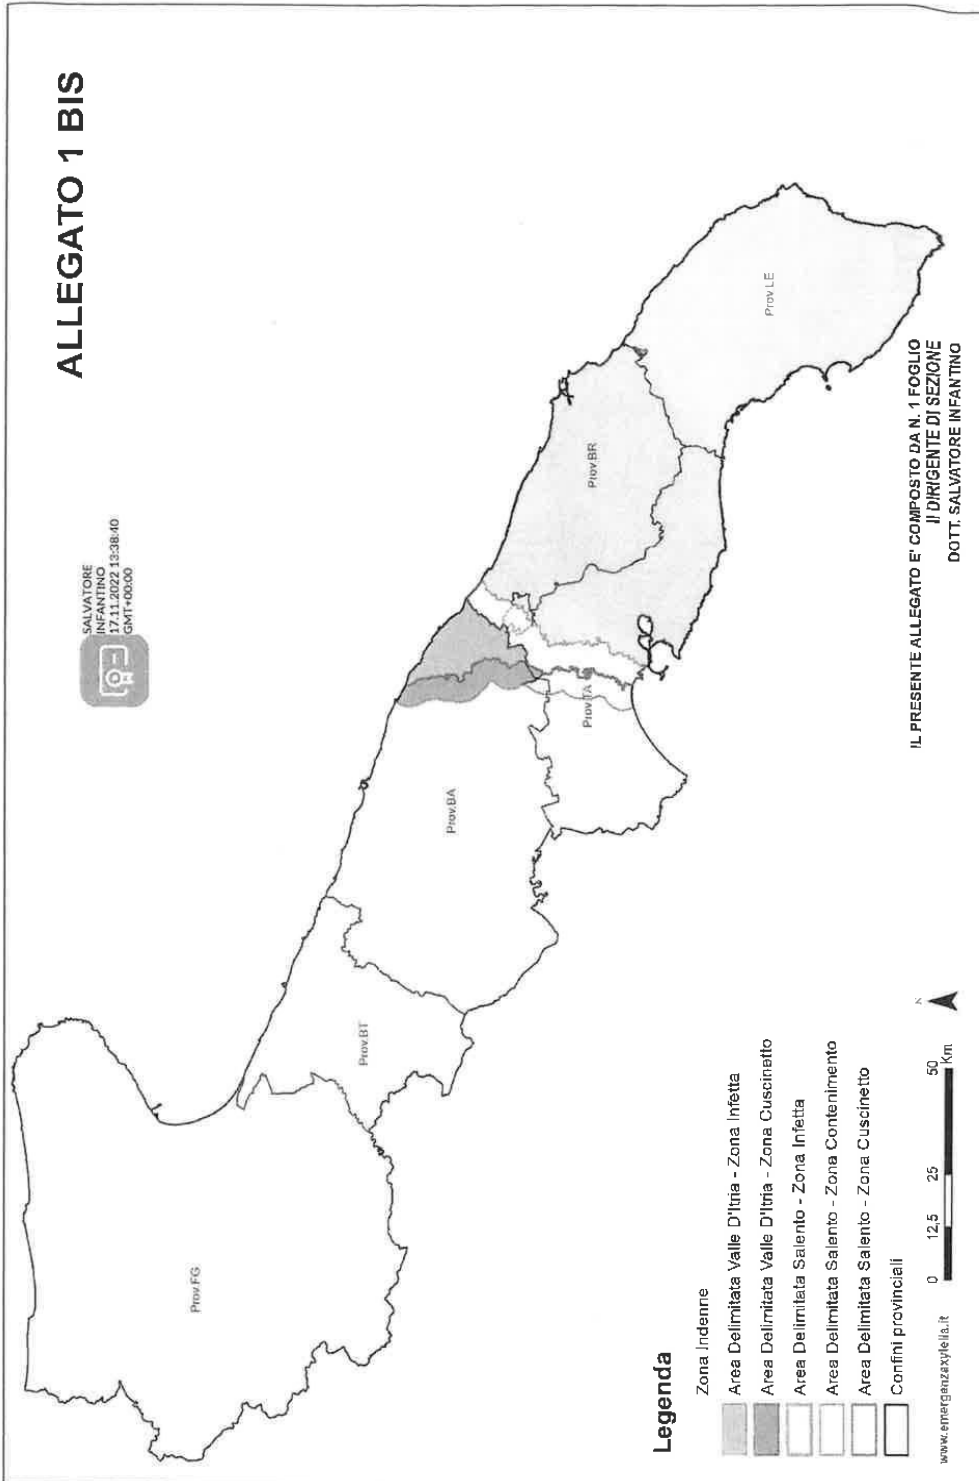 ALLEGATO 1 BIS
SALVATORE
INFANTINO
17.11.2022 13:38:40
GMT+00:00
Prov.FG
Prov.BT
Prov.BA
Prov.TA
Prov.BR
Prov.LE
Legenda
Zona Indenne
Area Delimitata Valle D'Itria - Zona Infetta
Area Delimitata Valle D'Itria - Zona Cuscinetto
Area Delimitata Salento - Zona Infetta
Area Delimitata Salento - Zona Contenimento
Area Delimitata Salento - Zona Cuscinetto
Confini provinciali
0 12,5 25 50
Km
N
www.emergenzaxylella.it
IL PRESENTE ALLEGATO E' COMPOSTO DA N. 1 FOGLIO
Il DIRIGENTE DI SEZIONE
DOTT. SALVATORE INFANTINO